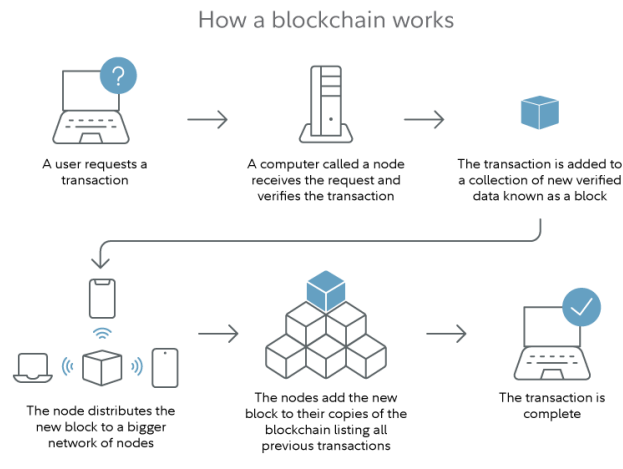 How a blockchain works
?
A user requests a
transaction
A computer called a node
receives the request and
verifies the transaction
The transaction is added to
a collection of new verified
data known as a block
The node distributes the
new block to a bigger
network of nodes
The nodes add the new
block to their copies of the
blockchain listing all
previous transactions
The transaction is
complete